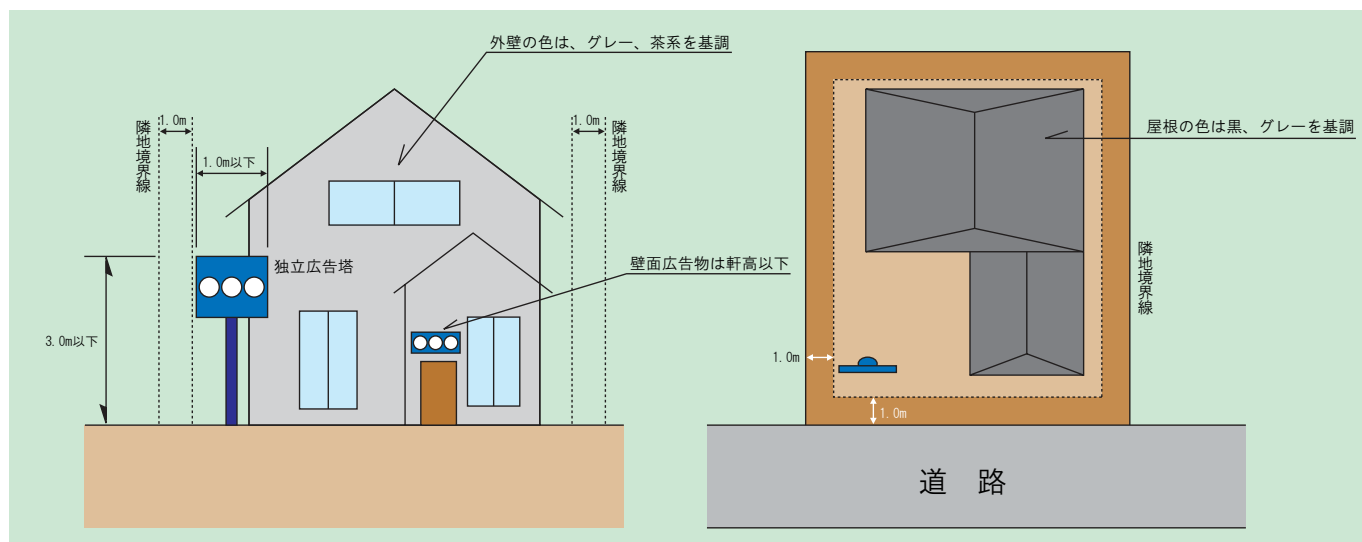 外壁の色は、グレー、茶系を基調
隣地境界線
1.0m
1.0m以下
1.0m
隣地境界線
独立広告塔
壁面広告物は軒高以下
3.0m以下
屋根の色は黒、グレーを基調
隣地境界線
1.0m
1.0m
道 路